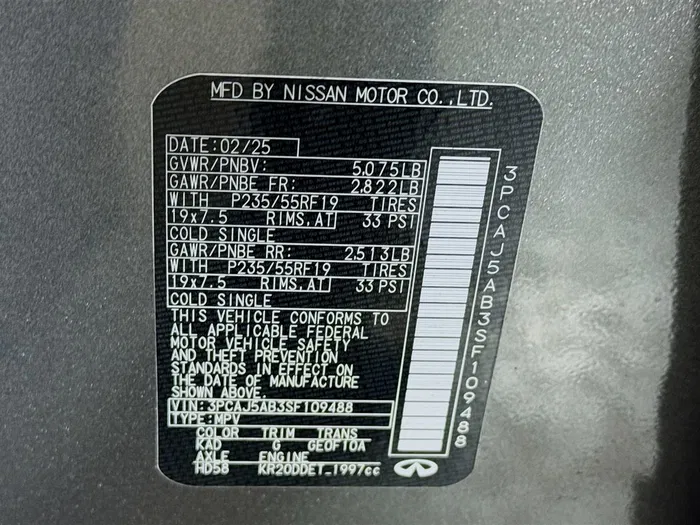 MFD BY NISSAN MOTOR CO.,LTD.
DATE:02/25
GVWR/PNBV: 5,075LB
GAWR/PNBE FR: 2,822LB
WITH P235/55RF19 TIRES
19x7.5 RIMS,AT 33 PSI
COLD SINGLE
GAWR/PNBE RR: 2,513LB
WITH P235/55RF19 TIRES
19x7.5 RIMS,AT 33 PSI
COLD SINGLE
THIS VEHICLE CONFORMS TO
ALL APPLICABLE FEDERAL
MOTOR VEHICLE SAFETY
AND THEFT PREVENTION
STANDARDS IN EFFECT ON
THE DATE OF MANUFACTURE
SHOWN ABOVE.
VIN:3PCAJ5AB3SF109488
TYPE:MPV
COLOR TRIM TRANS
KAD G GE0F10A
AXLE ENGINE
HD58 KR20DDET_1997cc
3PCAJ5AB3SF109488